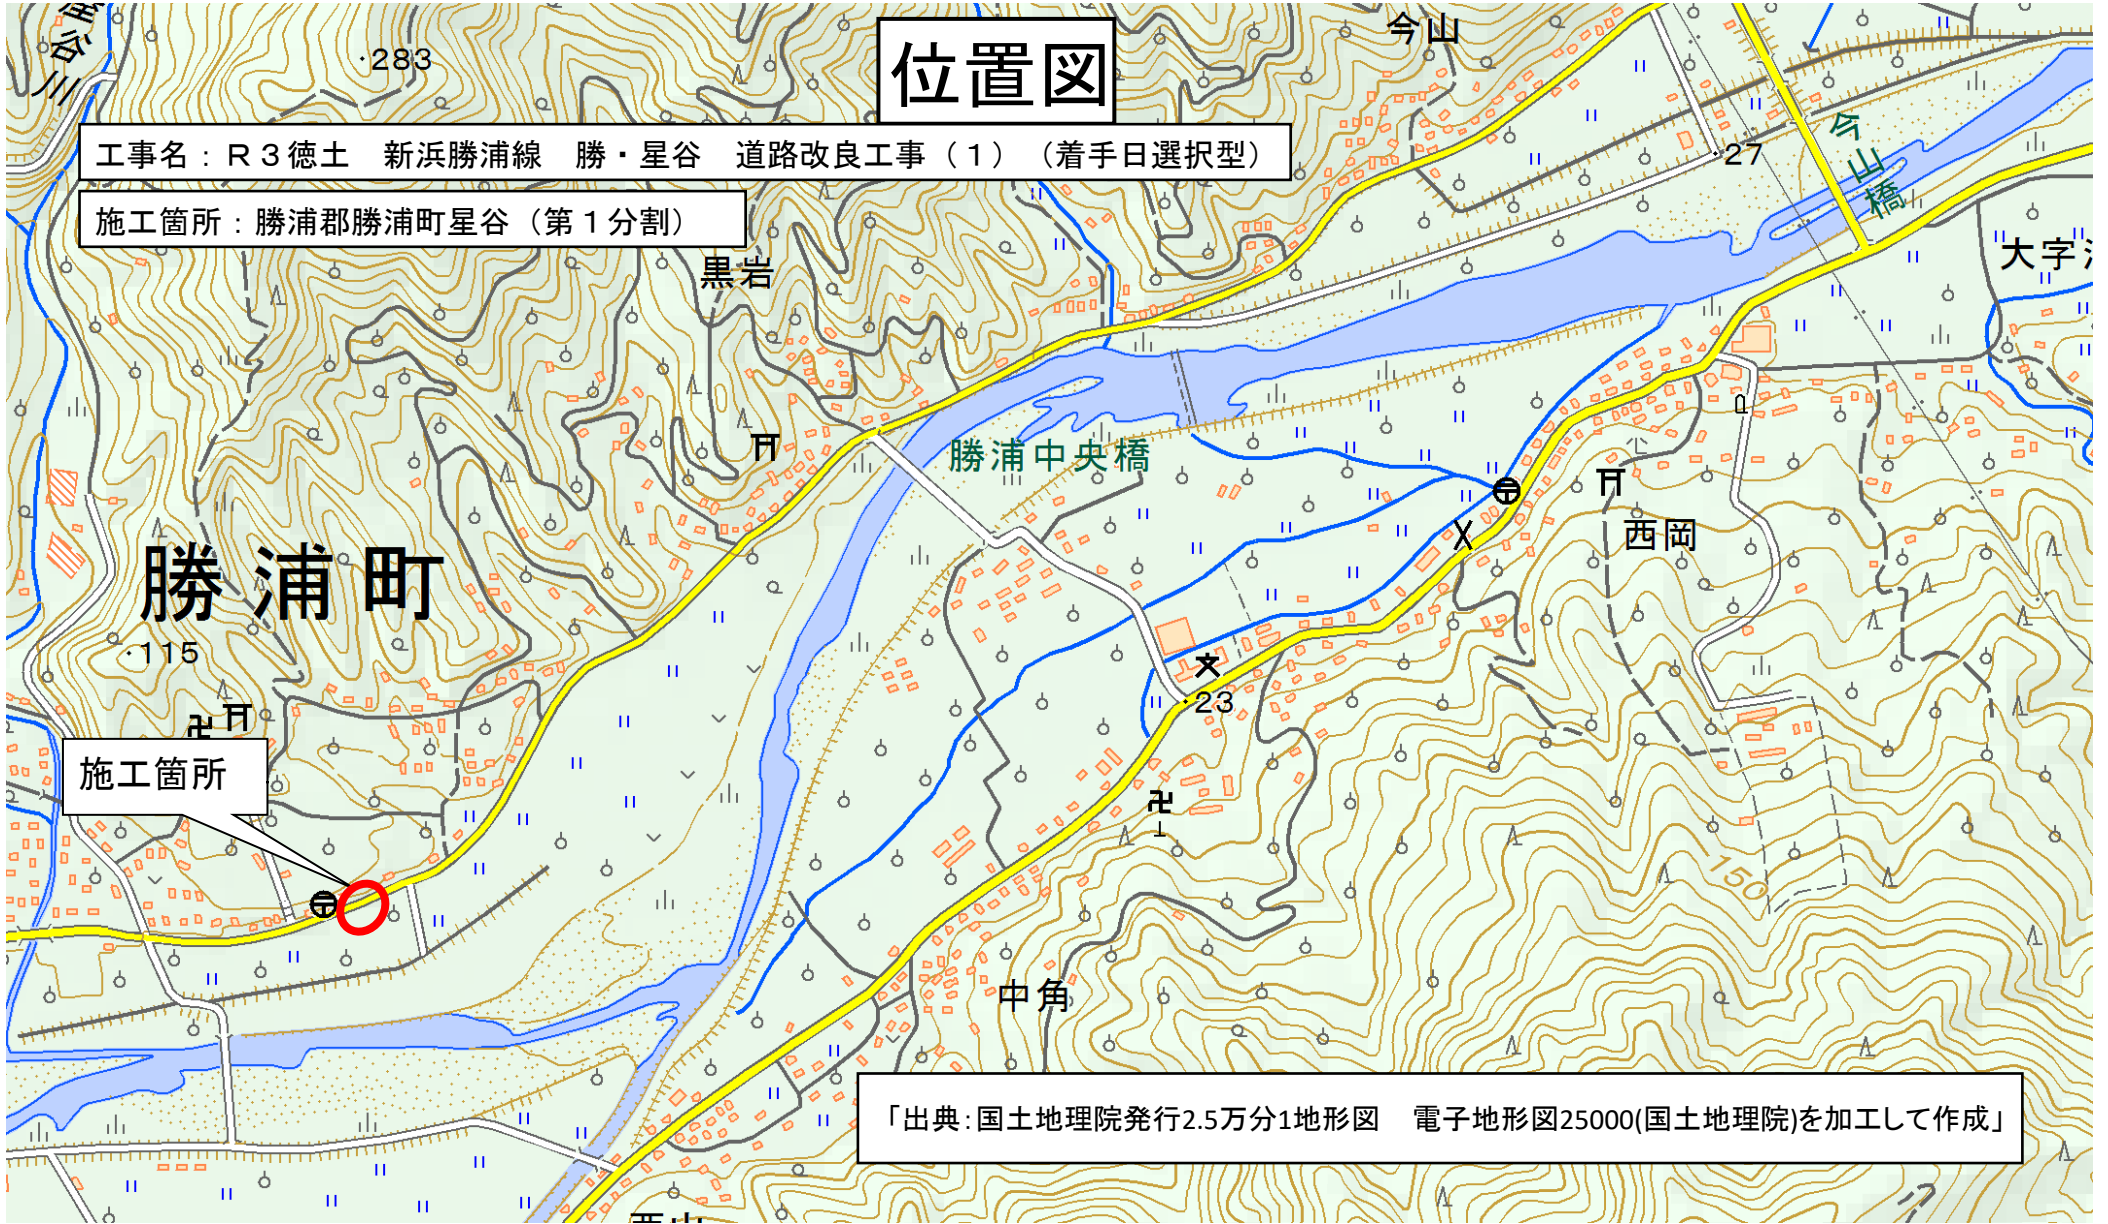 位置図
工事名：Ｒ３徳土　新浜勝浦線　勝・星谷　道路改良工事（１）（着手日選択型）
施工箇所：勝浦郡勝浦町星谷（第１分割）
283
今山
27
今山橋
大字
黒岩
勝浦中央橋
西岡
勝浦町
115
23
施工箇所
150
中角
「出典：国土地理院発行2.5万分1地形図　電子地形図25000(国土地理院)を加工して作成」
谷川